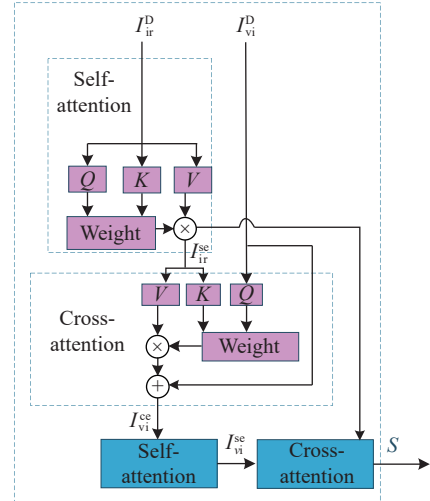 I_ir^D I_vi^D
Self-
attention
Q K V
Weight ×
I_ir^se
V K Q
Cross-
attention
× Weight
+
I_vi^ce I_vi^se
Self-
attention
Cross-
attention
S